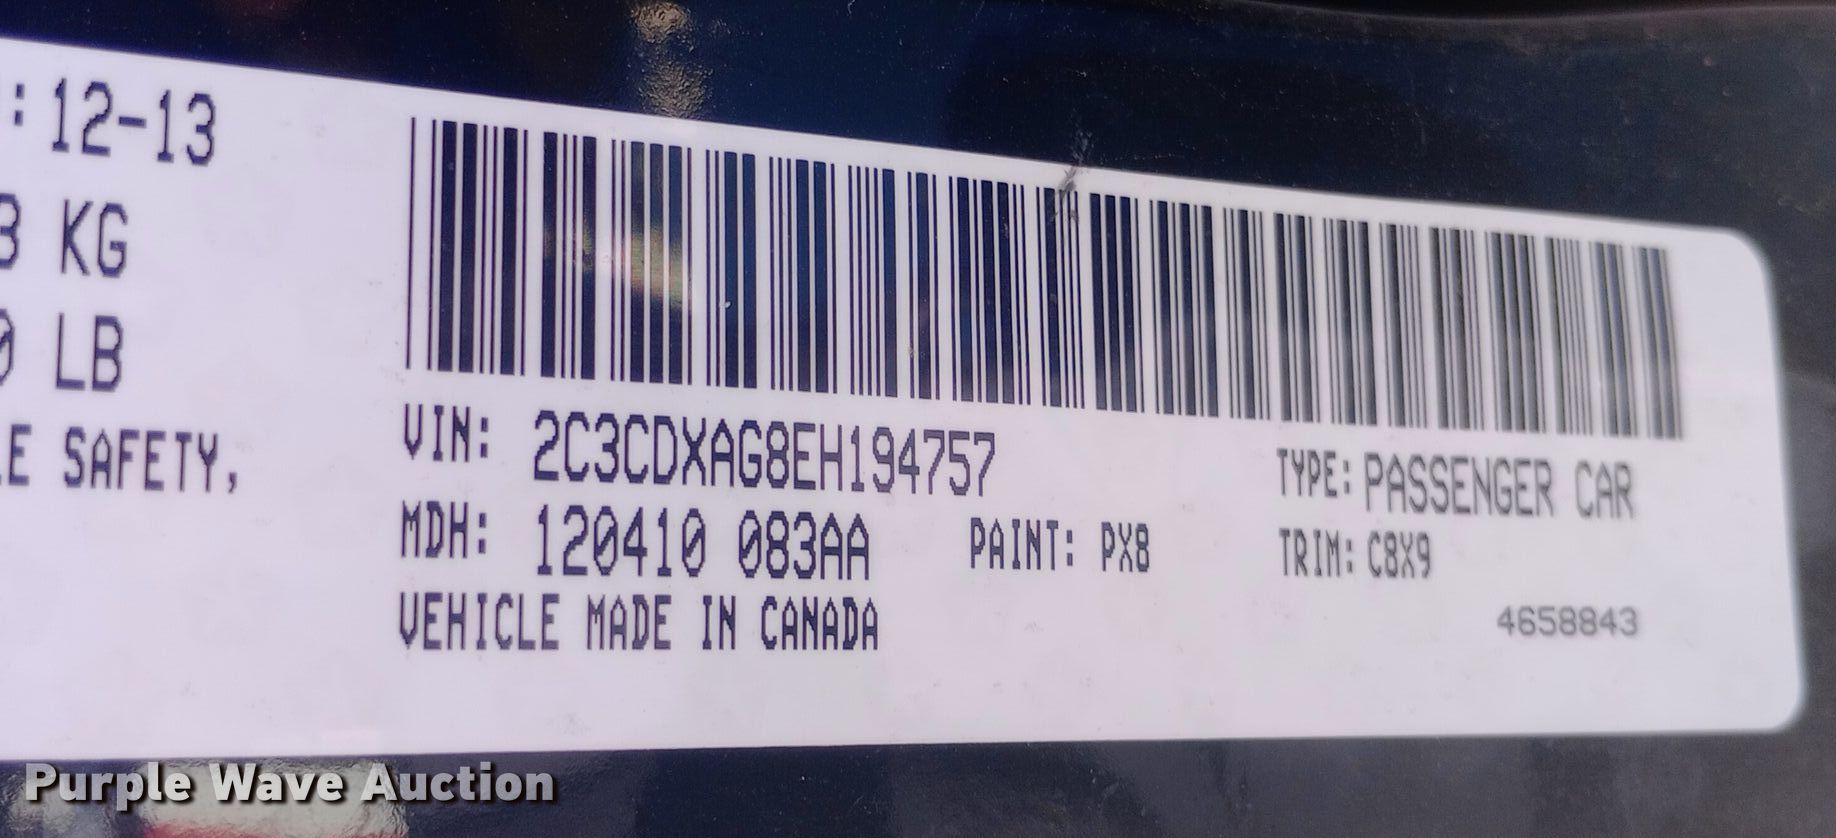 : 12-13
3 KG
0 LB
LE SAFETY,
VIN: 2C3CDXAG8EH194757
TYPE: PASSENGER CAR
MDH: 120410 083AA
PAINT: PX8
TRIM: C8X9
VEHICLE MADE IN CANADA
4658843
Purple Wave Auction